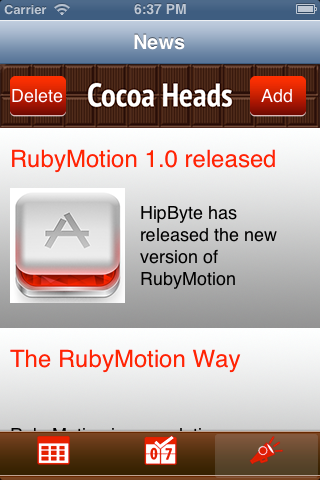 Carrier 6:37 PM
News
Delete Cocoa Heads Add
RubyMotion 1.0 released
HipByte has
released the new
version of
RubyMotion
The RubyMotion Way
07